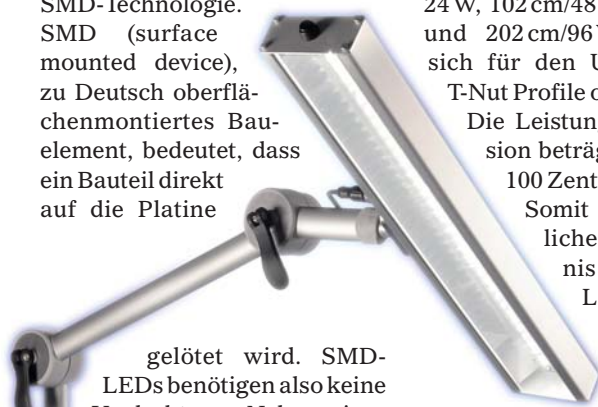 SMD-Technologie.
SMD (surface
mounted device),
zu Deutsch oberflä-
chenmontiertes Bau-
element, bedeutet, dass
ein Bauteil direkt
auf die Platine
gelötet wird. SMD-
LEDs benötigen also keine
24 W, 102 cm/48
und 202 cm/96 W
sich für den U
T-Nut Profile o
Die Leistun
sion beträg
100 Zent
Somit
liche
nis
L